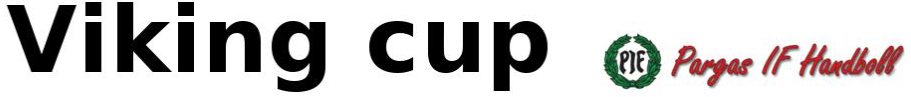 Viking cup
PIF Pargas IF Handboll